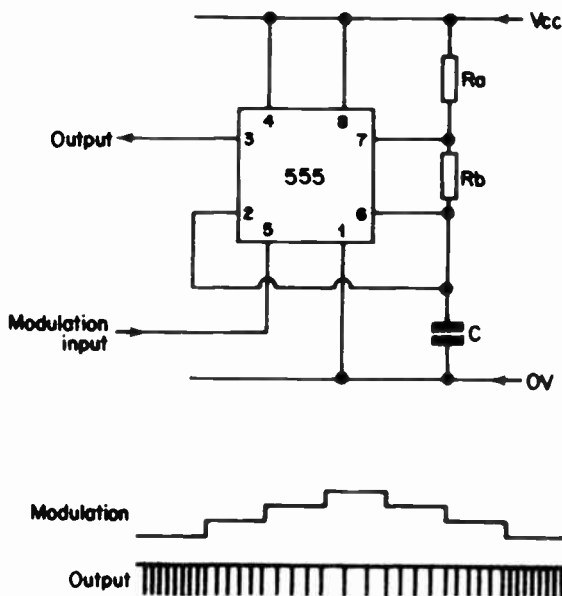 Vcc
Ra
4 8
Output 3 7
555
Rb
2 6
5 1
Modulation
input
C
0V
Modulation
Output